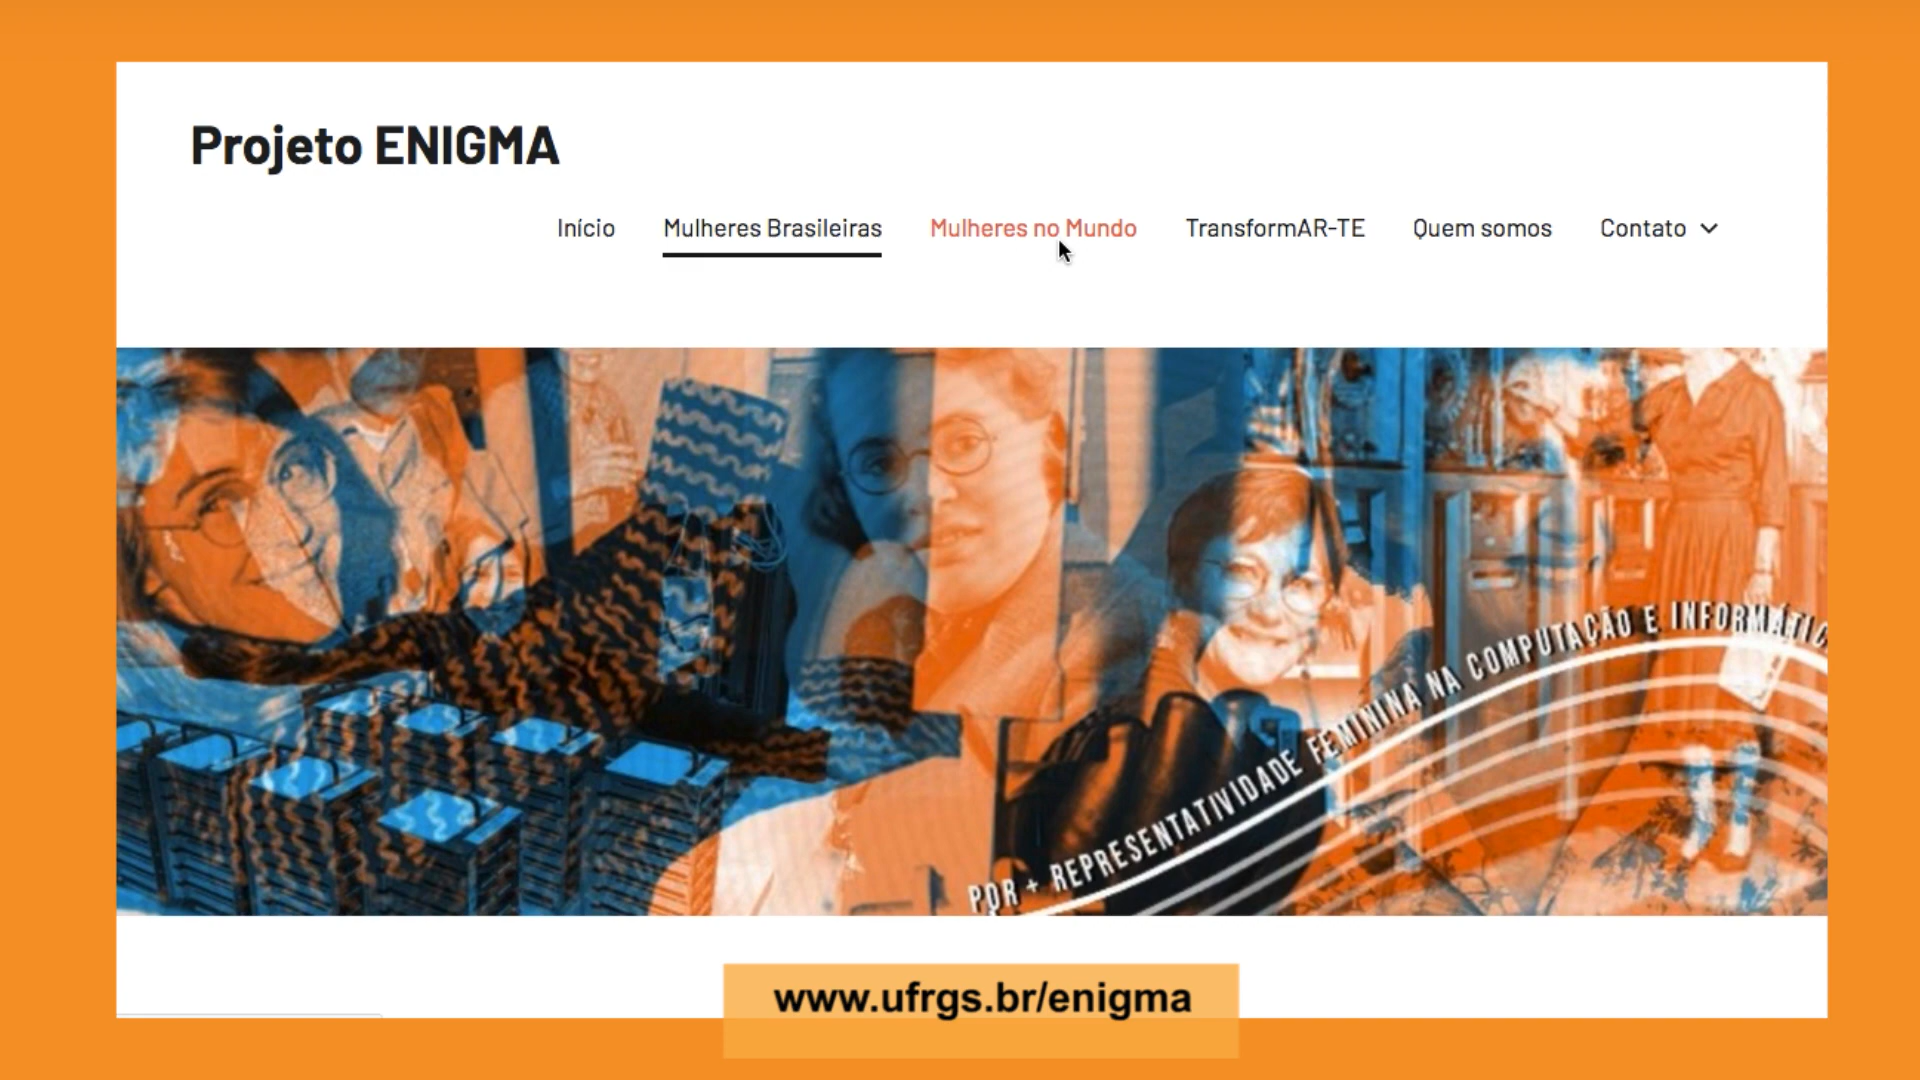 Projeto ENIGMA
Início Mulheres Brasileiras Mulheres no Mundo TransformAR-TE Quem somos Contato
POR + REPRESENTATIVIDADE FEMININA NA COMPUTAÇÃO E INFORMÁTIC
www.ufrgs.br/enigma